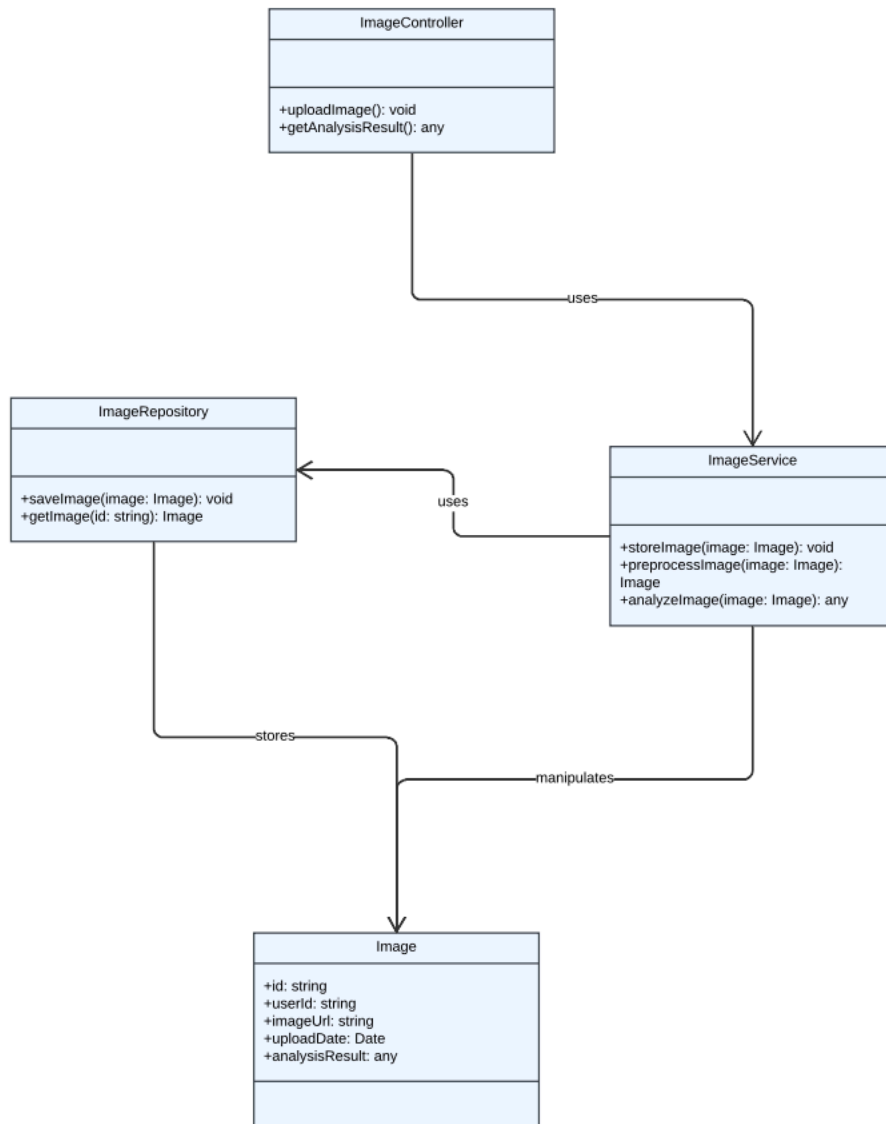 ImageController
+uploadImage(): void
+getAnalysisResult(): any
uses
ImageRepository
+saveImage(image: Image): void
+getImage(id: string): Image
uses
ImageService
+storeImage(image: Image): void
+preprocessImage(image: Image):
Image
+analyzeImage(image: Image): any
stores
manipulates
Image
+id: string
+userId: string
+imageUrl: string
+uploadDate: Date
+analysisResult: any